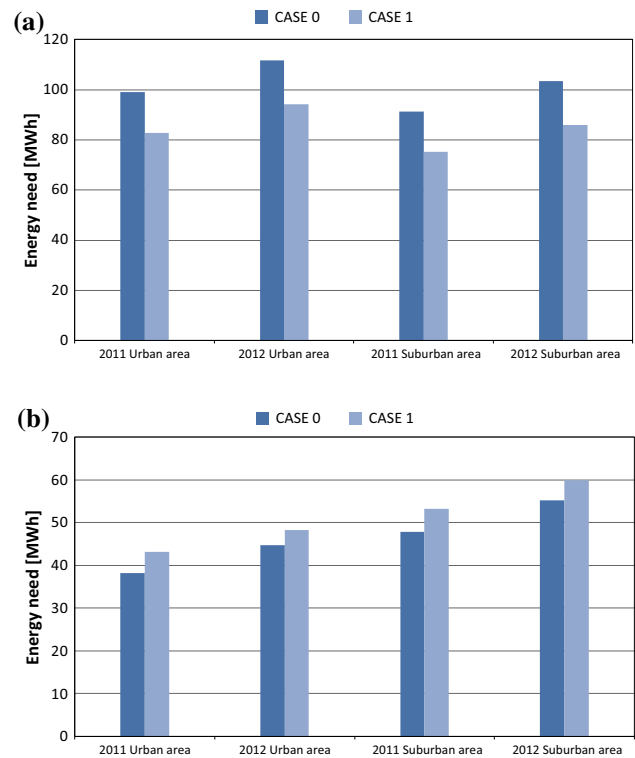 (a)
CASE 0 CASE 1
Energy need [MWh]
120
100
80
60
40
20
0
2011 Urban area 2012 Urban area 2011 Suburban area 2012 Suburban area
(b)
CASE 0 CASE 1
Energy need [MWh]
70
60
50
40
30
20
10
0
2011 Urban area 2012 Urban area 2011 Suburban area 2012 Suburban area